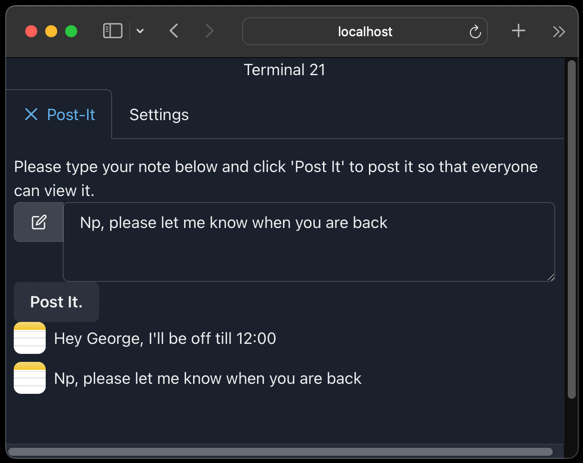 localhost
Terminal 21
Post-It
Settings
Please type your note below and click 'Post It' to post it so that everyone
can view it.
Np, please let me know when you are back
Post It.
Hey George, I'll be off till 12:00
Np, please let me know when you are back